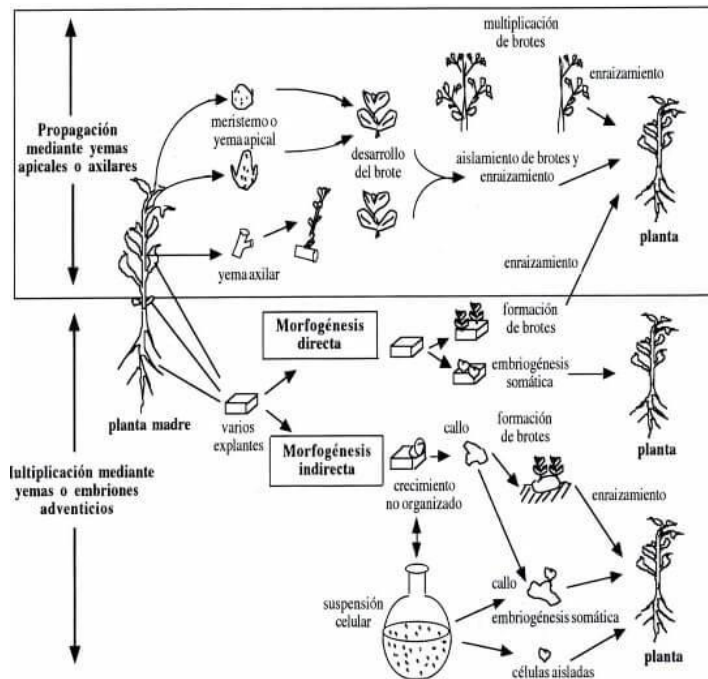 multiplicación
de brotes
enraizamiento
Propagación
mediante yemas
apicales o axilares
meristemo o
yema apical
desarrollo
del brote
aislamiento de brotes y
enraizamiento
planta
yema axilar
enraizamiento
formación
de brotes
Morfogénesis
directa
embriogénesis
somática
planta
planta madre
varios
explantes
Morfogénesis
indirecta
callo
formación
de brotes
crecimiento
no organizado
enraizamiento
ultiplicación mediante
yemas o embriones
adventicios
suspensión
celular
callo
embriogénesis somática
células aisladas
planta